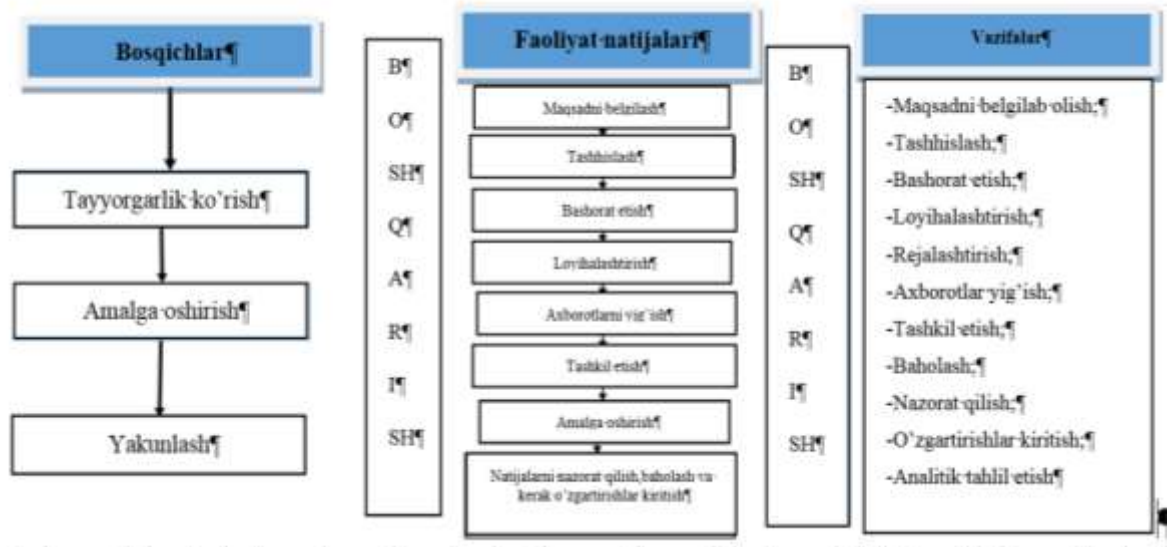 Bosqichlar¶
Tayyorgarlik·ko’rish¶
Amalga·oshirish¶
Yakunlash¶
B¶
O¶
SH¶
Q¶
A¶
R¶
I¶
SH¶
Faoliyat·natijalari¶
Maqsadni·belgilash¶
Tashhislash¶
Bashorat·etish¶
Loyihalashtirish¶
Axborotlarni·yig’ish¶
Tashkil·etish¶
Amalga·oshirish¶
Natijalarni·nazorat·qilish,baholash·va·
kerak·o’zgartirishlar·kiritish¶
B¶
O¶
SH¶
Q¶
A¶
R¶
I¶
SH¶
Vazifalar¶
-Maqsadni·belgilab·olish;¶
-Tashhislash;¶
-Bashorat·etish;¶
-Loyihalashtirish;¶
-Rejalashtirish;¶
-Axborotlar·yig’ish;¶
-Tashkil·etish;¶
-Baholash;¶
-Nazorat·qilish;¶
-O’zgartirishlar·kiritish;¶
-Analitik·tahlil·etish¶
¶